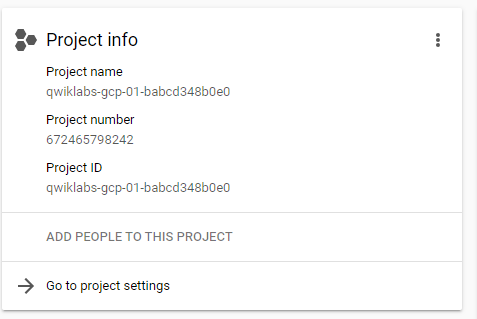 Project info
Project name
qwiklabs-gcp-01-babcd348b0e0
Project number
672465798242
Project ID
qwiklabs-gcp-01-babcd348b0e0
ADD PEOPLE TO THIS PROJECT
Go to project settings